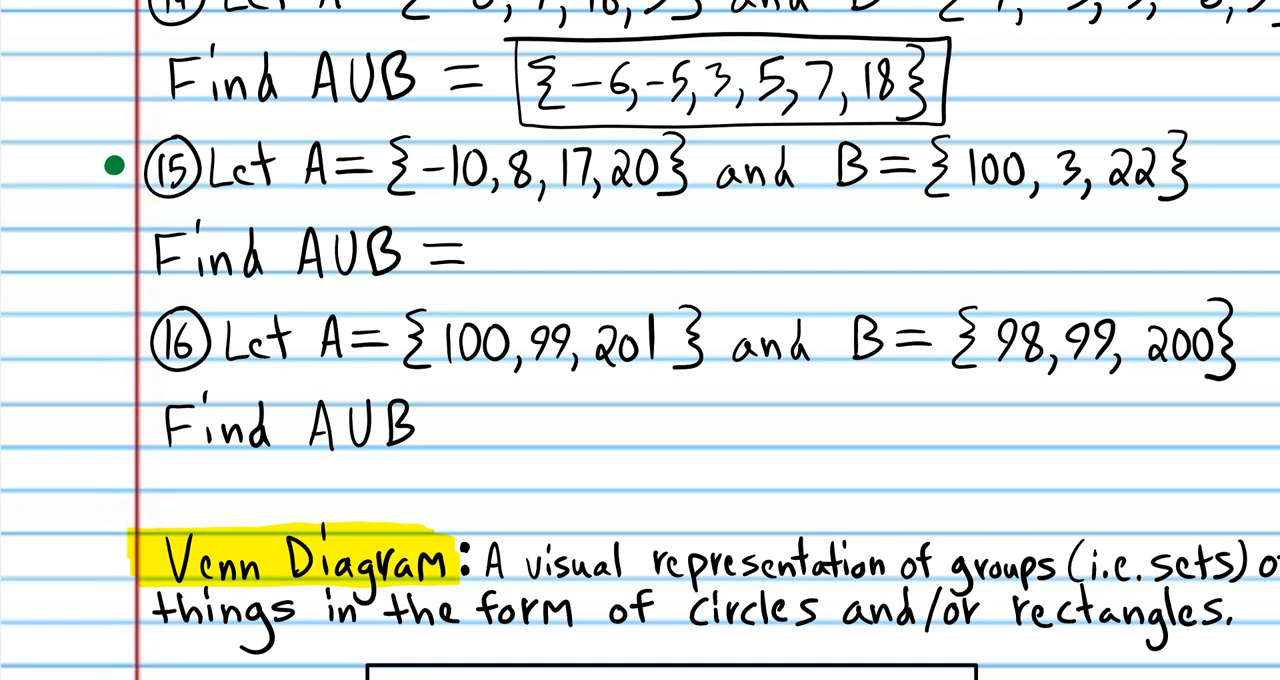 Find A∪B = {-6,-5,3,5,7,18}
⑮ Let A={-10,8,17,20} and B={100, 3, 22}
Find A∪B =
⑯ Let A={100,99,201} and B={98,99, 200}
Find A∪B
Venn Diagram: A visual representation of groups (i.e. sets)
things in the form of circles and/or rectangles.